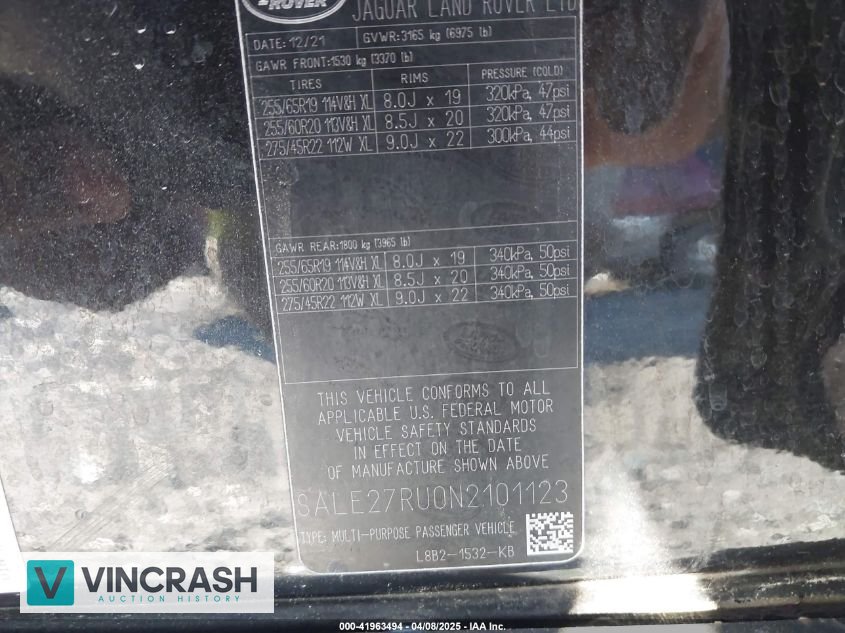 ROVER
JAGUAR LAND ROVER LTD
DATE: 12/21 GVWR:3165 kg (6975 lb)
GAWR FRONT:1530 kg (3370 lb)
TIRES RIMS PRESSURE (COLD)
255/65R19 114V&H XL 8.0J x 19 320kPa, 47psi
255/60R20 113V&H XL 8.5J x 20 320kPa, 47psi
275/45R22 112W XL 9.0J x 22 300kPa, 44psi
GAWR REAR:1800 kg (3965 lb)
255/65R19 114V&H XL 8.0J x 19 340kPa, 50psi
255/60R20 113V&H XL 8.5J x 20 340kPa, 50psi
275/45R22 112W XL 9.0J x 22 340kPa, 50psi
THIS VEHICLE CONFORMS TO ALL
APPLICABLE U.S. FEDERAL MOTOR
VEHICLE SAFETY STANDARDS
IN EFFECT ON THE DATE
OF MANUFACTURE SHOWN ABOVE
SALE27RU0N2101123
TYPE: MULTI-PURPOSE PASSENGER VEHICLE
L8B2-1532-KB
VINCRASH
AUCTION HISTORY
000-41963494 - 04/08/2025 - IAA Inc.